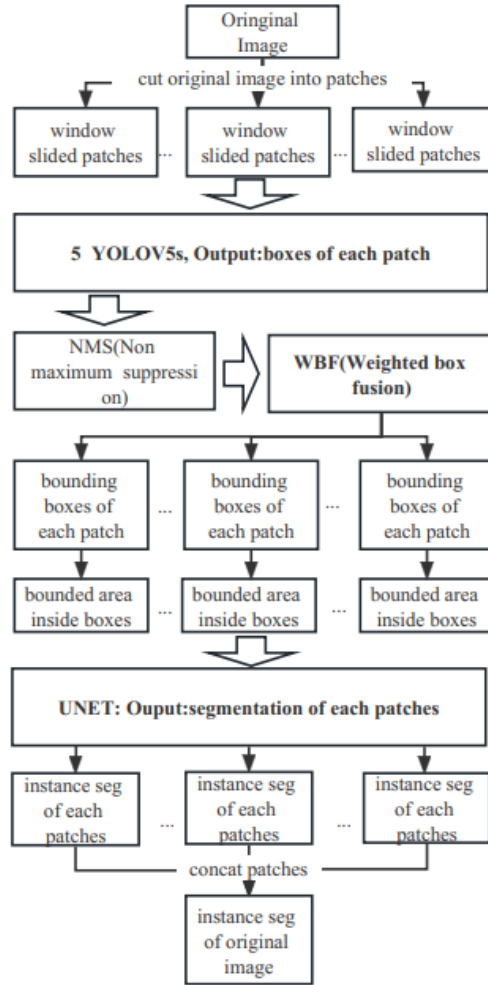 Oringinal
Image
cut original image into patches
window
slided patches
...
window
slided patches
...
window
slided patches
5 YOLOV5s, Output:boxes of each patch
NMS(Non
maximum suppressi
on)
WBF(Weighted box
fusion)
bounding
boxes of
each patch
...
bounding
boxes of
each patch
...
bounding
boxes of
each patch
bounded area
inside boxes
...
bounded area
inside boxes
...
bounded area
inside boxes
UNET: Ouput:segmentation of each patches
instance seg
of each
patches
...
instance seg
of each
patches
...
instance seg
of each
patches
concat patches
instance seg
of original
image